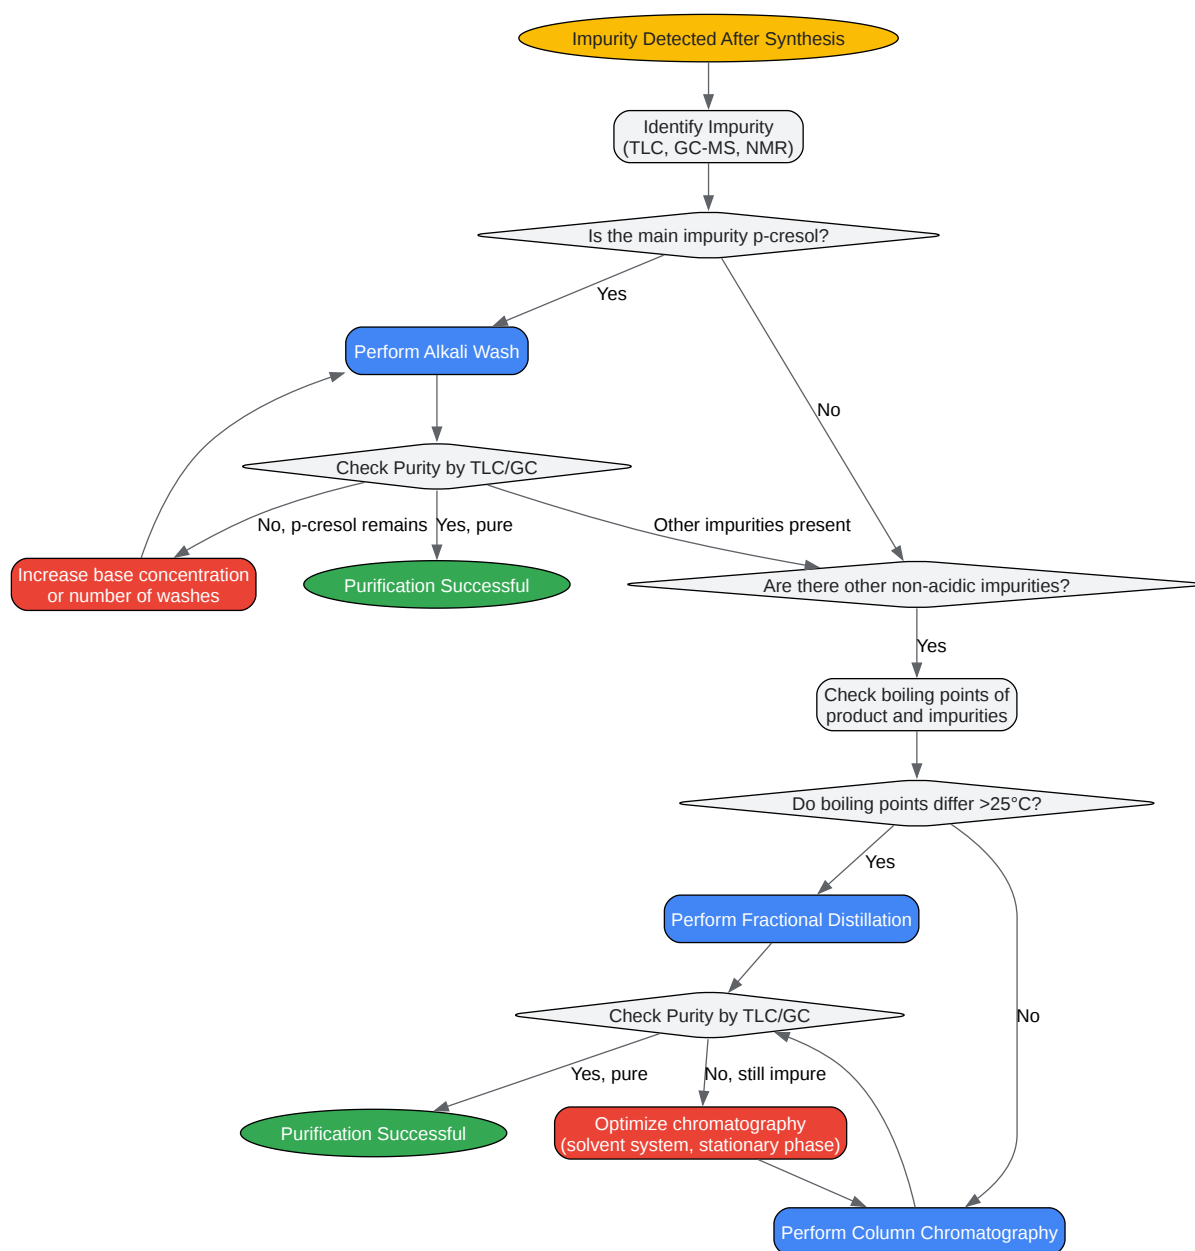 Impurity Detected After Synthesis
Identify Impurity
(TLC, GC-MS, NMR)
Is the main impurity p-cresol?
Yes
Perform Alkali Wash
No
Check Purity by TLC/GC
No, p-cresol remains
Yes, pure
Other impurities present
Increase base concentration
or number of washes
Purification Successful
Are there other non-acidic impurities?
Yes
Check boiling points of
product and impurities
Do boiling points differ >25°C?
Yes
Perform Fractional Distillation
Check Purity by TLC/GC
No
Yes, pure
No, still impure
Purification Successful
Optimize chromatography
(solvent system, stationary phase)
Perform Column Chromatography